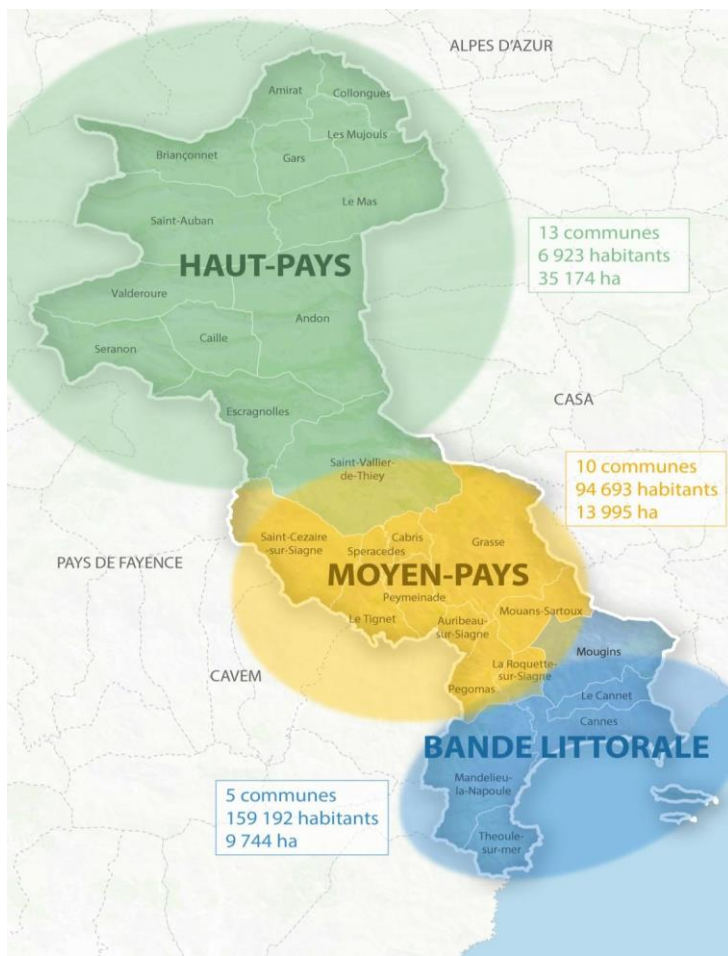 ALPES D'AZUR
Amirat
Collongues
Les Mujouls
Briançonnet
Gars
Le Mas
Saint-Auban
13 communes
6 923 habitants
35 174 ha
HAUT-PAYS
Valderoure
Andon
Caille
Seranon
CASA
Escragnolles
Saint-Vallier-
de-Thiey
10 communes
94 693 habitants
13 995 ha
Saint-Cezaire
-sur-Siagne
Cabris
Speracedes
Grasse
PAYS DE FAYENCE
MOYEN-PAYS
Peymeinade
Mouans-Sartoux
Le Tignet
Auribeau-
sur-Siagne
Mougins
La Roquette-
sur-Siagne
CAVEM
Pegomas
Le Cannet
Cannes
BANDE LITTORALE
Mandelieu-
la-Napoule
5 communes
159 192 habitants
9 744 ha
Theoule-
sur-mer